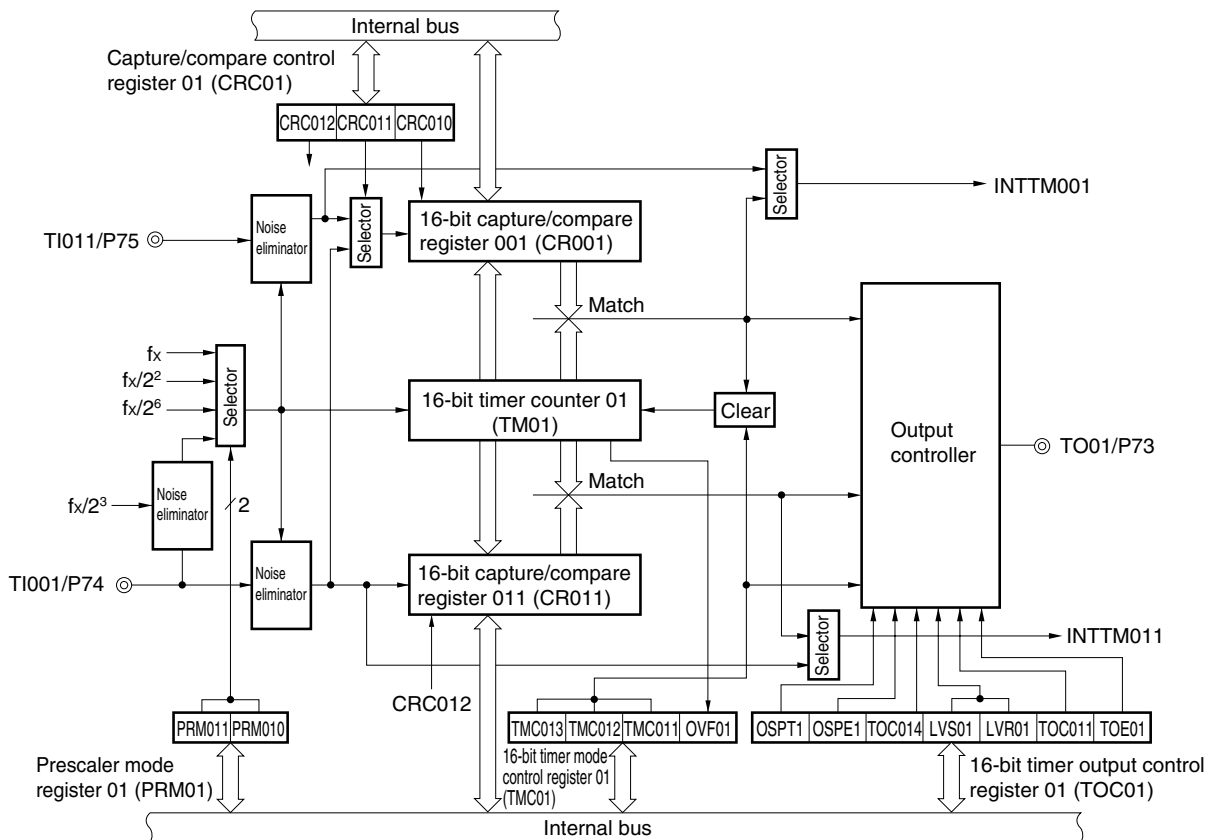 Internal bus
Capture/compare control
register 01 (CRC01)
CRC012 CRC011 CRC010
Selector
INTTM001
TI011/P75
Noise
eliminator
Selector
16-bit capture/compare
register 001 (CR001)
Match
fx
fx/2²
fx/2⁶
Selector
16-bit timer counter 01
(TM01)
Clear
Output
controller
TO01/P73
fx/2³
Noise
eliminator
2
Match
TI001/P74
Noise
eliminator
16-bit capture/compare
register 011 (CR011)
Selector
INTTM011
CRC012
PRM011 PRM010
TMC013 TMC012 TMC011 OVF01
OSPT1 OSPE1 TOC014 LVS01 LVR01 TOC011 TOE01
Prescaler mode
register 01 (PRM01)
16-bit timer mode
control register 01
(TMC01)
16-bit timer output control
register 01 (TOC01)
Internal bus